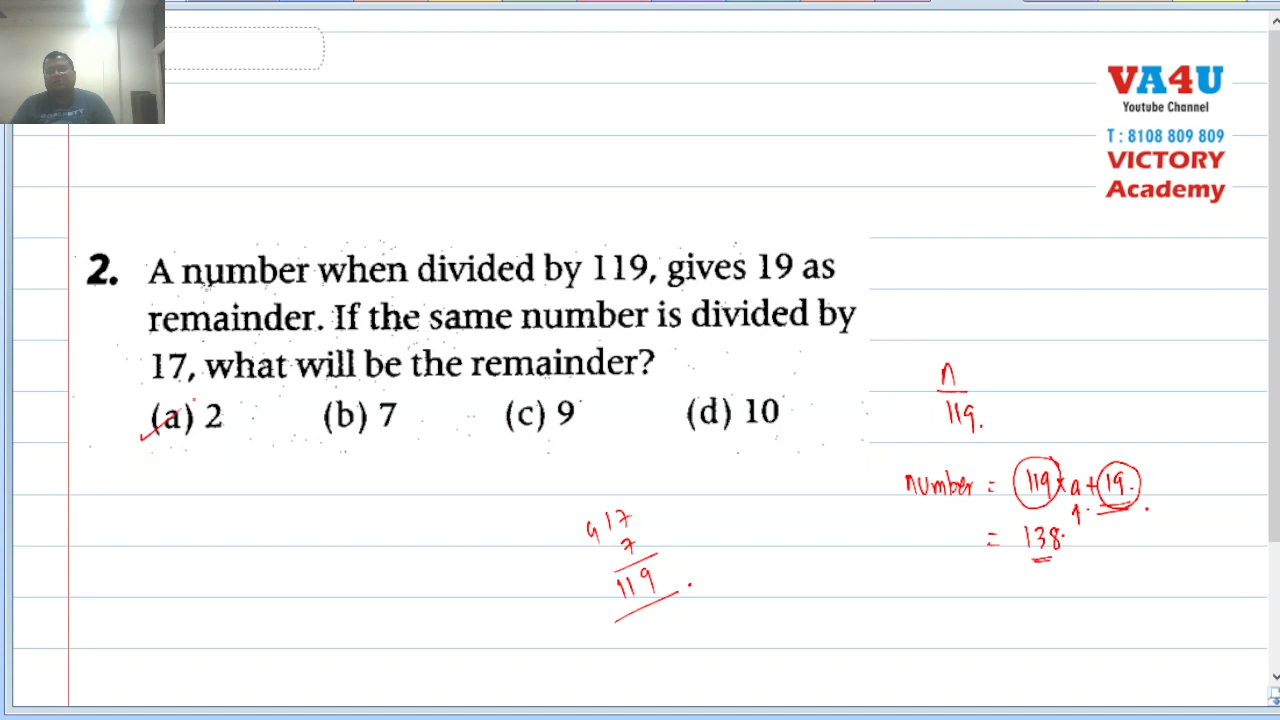 VA4U
Youtube Channel
T : 8108 809 809
VICTORY
Academy
2. A number when divided by 119, gives 19 as
remainder. If the same number is divided by
17, what will be the remainder?
(a) 2 (b) 7 (c) 9 (d) 10
n
119.
number = 119 × a + 19.
= 138.
4 17
7
119.